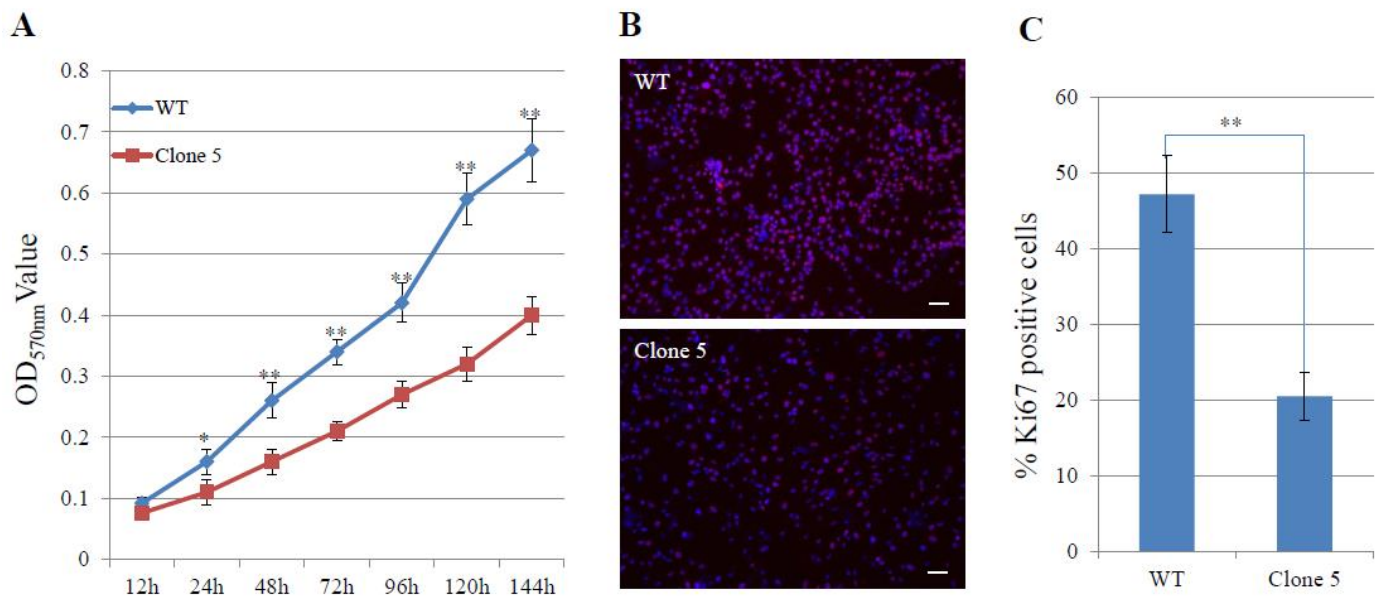 A
OD570nm Value
0.8
0.7
0.6
0.5
0.4
0.3
0.2
0.1
0
WT
Clone 5
*
**
**
**
**
**
12h 24h 48h 72h 96h 120h 144h
B
WT
Clone 5
C
% Ki67 positive cells
60
50
40
30
20
10
0
**
WT Clone 5